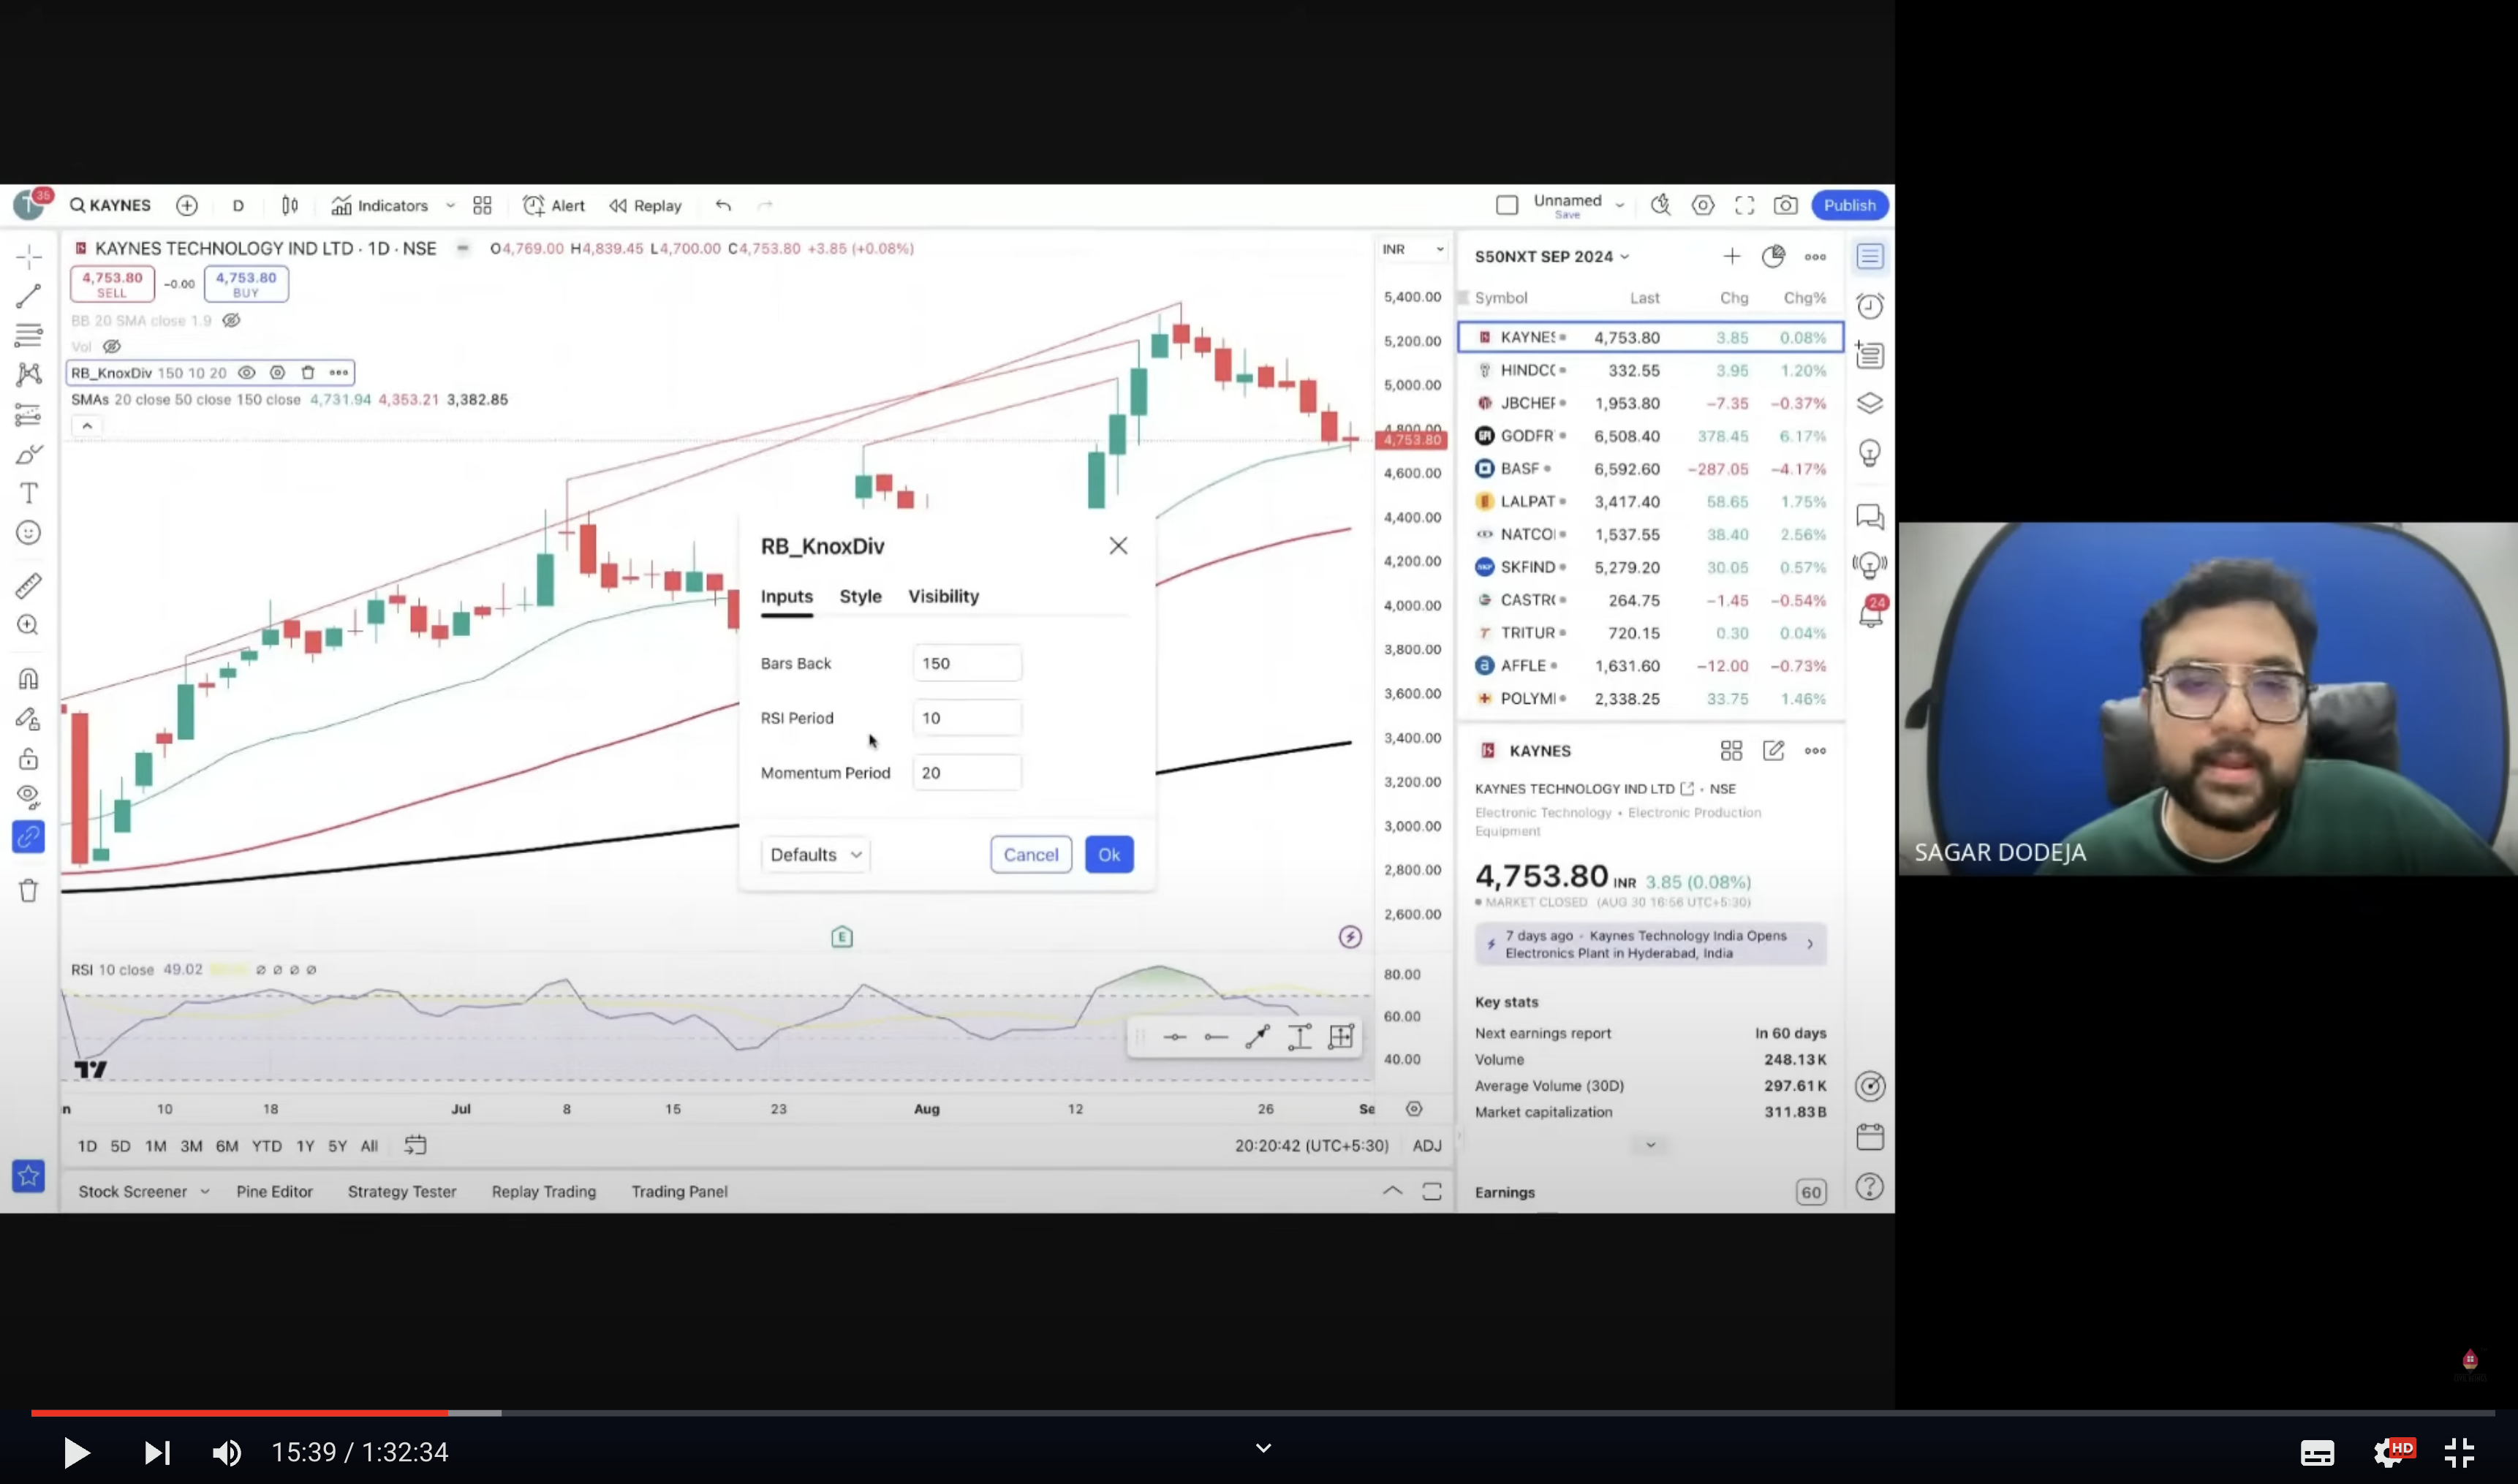 35
KAYNES
D
Indicators
Alert
Replay
Unnamed
Save
Publish
KAYNES TECHNOLOGY IND LTD · 1D · NSE
O4,769.00 H4,839.45 L4,700.00 C4,753.80 +3.85 (+0.08%)
4,753.80
SELL
−0.00
4,753.80
BUY
BB 20 SMA close 1.9
Vol
RB_KnoxDiv 150 10 20
SMAs 20 close 50 close 150 close 4,731.94 4,353.21 3,382.85
INR
5,400.00
5,200.00
5,000.00
4,800.00
4,753.80
4,600.00
4,400.00
4,200.00
4,000.00
3,800.00
3,600.00
3,400.00
3,200.00
3,000.00
2,800.00
2,600.00
RB_KnoxDiv
Inputs Style Visibility
Bars Back 150
RSI Period 10
Momentum Period 20
Defaults
Cancel
Ok
E
RSI 10 close 49.02
80.00
60.00
40.00
10 18 Jul 8 15 23 Aug 12 26 Se
1D 5D 1M 3M 6M YTD 1Y 5Y All
20:20:42 (UTC+5:30) ADJ
Stock Screener Pine Editor Strategy Tester Replay Trading Trading Panel
S50NXT SEP 2024
Symbol Last Chg Chg%
KAYNES 4,753.80 3.85 0.08%
HINDC 332.55 3.95 1.20%
JBCHEF 1,953.80 −7.35 −0.37%
GODFR 6,508.40 378.45 6.17%
BASF 6,592.60 −287.05 −4.17%
LALPAT 3,417.40 58.65 1.75%
NATCO 1,537.55 38.40 2.56%
SKFIND 5,279.20 30.05 0.57%
CASTR 264.75 −1.45 −0.54%
TRITUR 720.15 0.30 0.04%
AFFLE 1,631.60 −12.00 −0.73%
POLYM 2,338.25 33.75 1.46%
24
KAYNES
KAYNES TECHNOLOGY IND LTD · NSE
Electronic Technology • Electronic Production
Equipment
4,753.80 INR 3.85 (0.08%)
MARKET CLOSED (AUG 30 16:56 UTC+5:30)
7 days ago · Kaynes Technology India Opens
Electronics Plant in Hyderabad, India
Key stats
Next earnings report In 60 days
Volume 248.13K
Average Volume (30D) 297.61K
Market capitalization 311.83B
Earnings 60
SAGAR DODEJA
15:39 / 1:32:34
HD